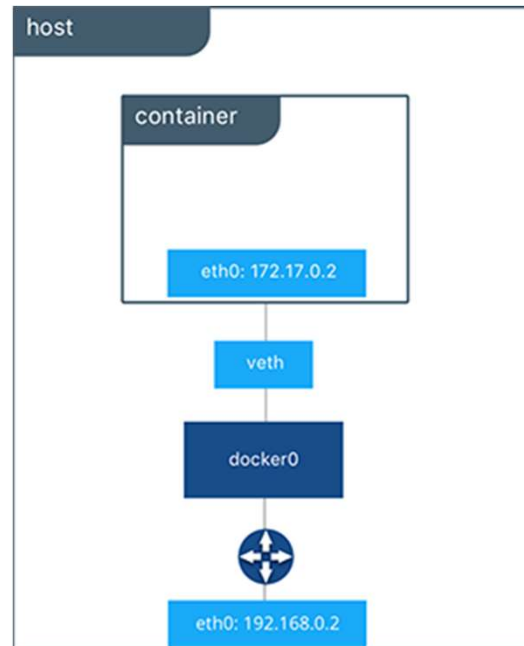 host
container
eth0: 172.17.0.2
veth
docker0
eth0: 192.168.0.2